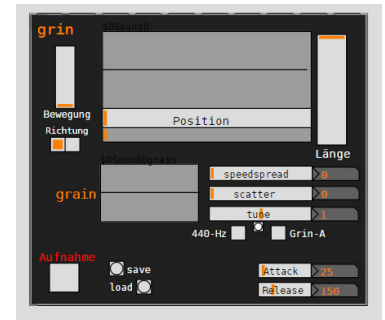 grin
$0Sound0
Bewegung
Position
Richtung
Länge
$0Sound0grain
speedspread 0
grain
scatter 0
tune 1
440-Hz Grin-A
Aufnahme
save
Attack 25
load
Release 150